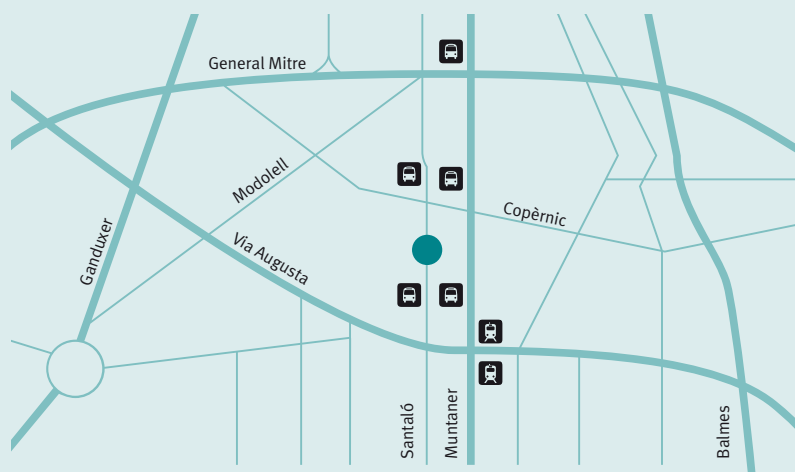 General Mitre
Modolell
Copèrnic
Ganduxer
Via Augusta
Santaló
Muntaner
Balmes